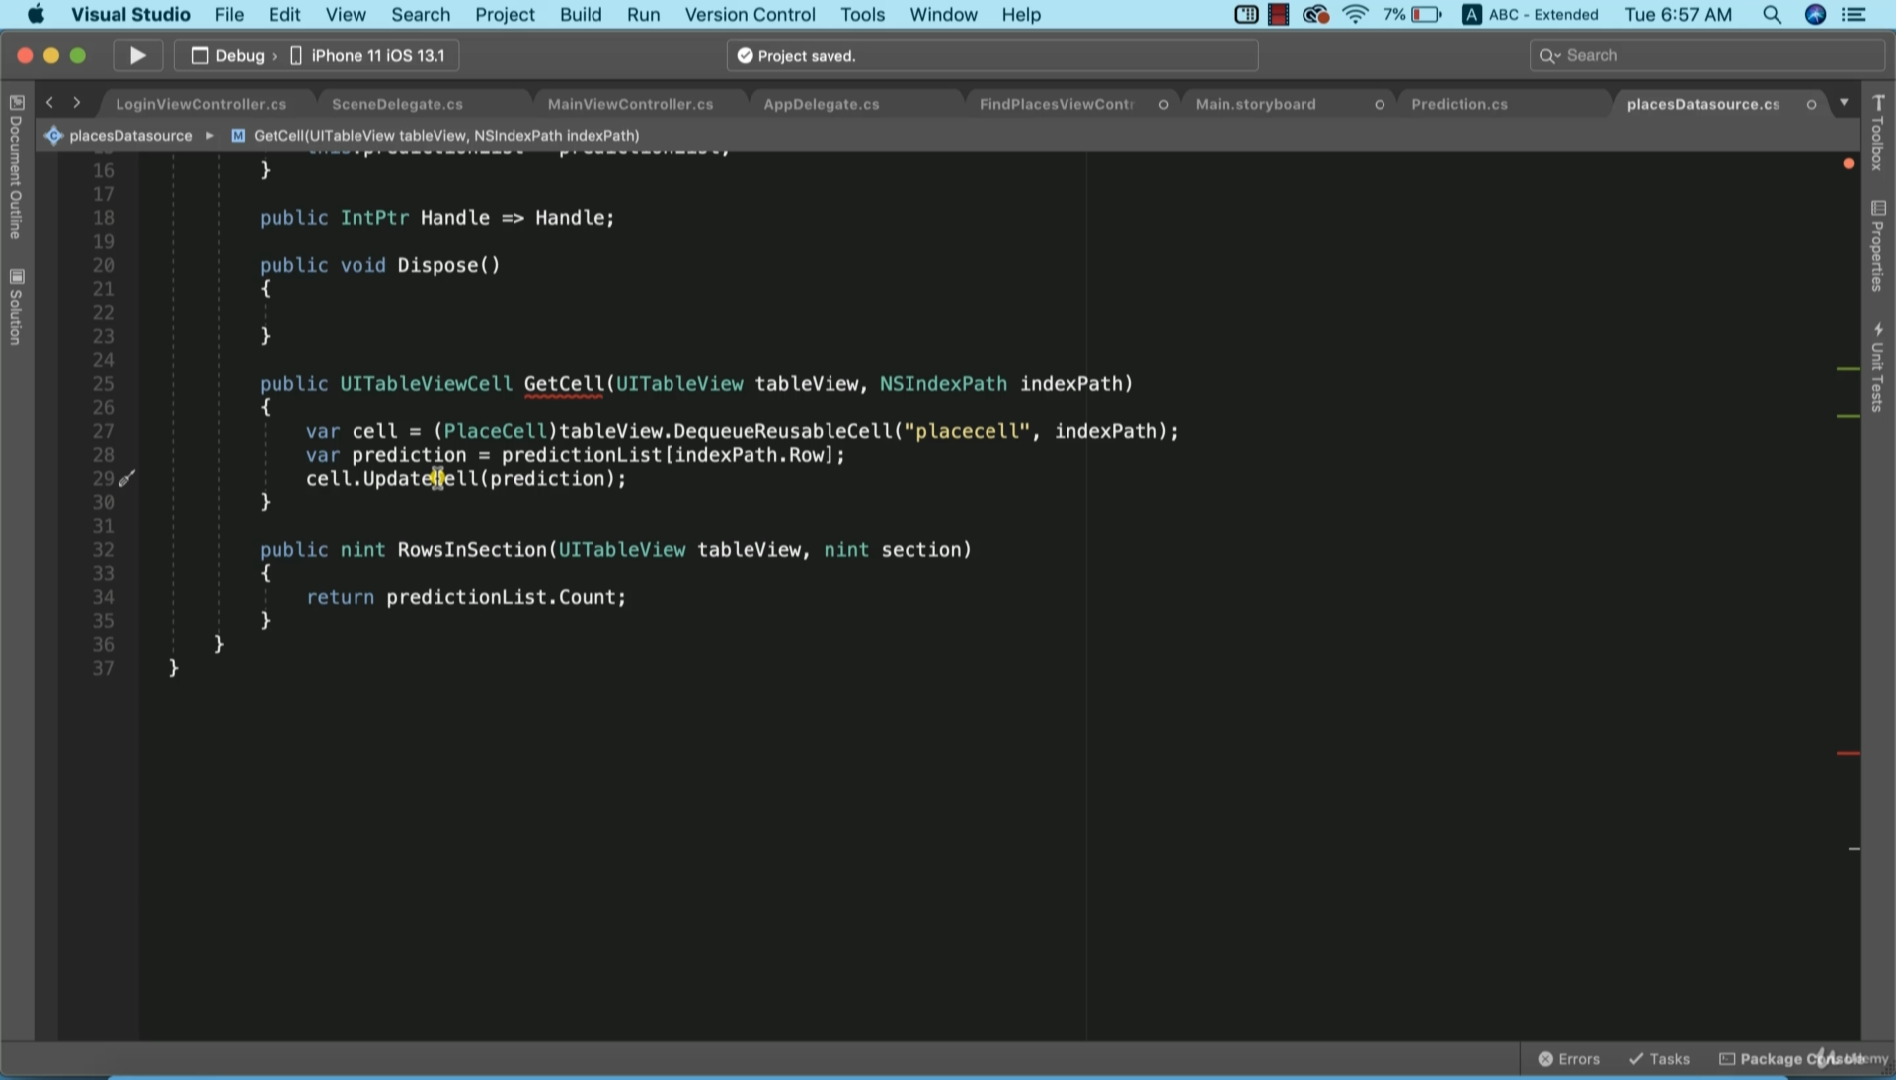 Visual Studio File Edit View Search Project Build Run Version Control Tools Window Help 7% A ABC - Extended Tue 6:57 AM
Debug › iPhone 11 iOS 13.1 Project saved. Search
LoginViewController.cs SceneDelegate.cs MainViewController.cs AppDelegate.cs FindPlacesViewContr Main.storyboard Prediction.cs placesDatasource.cs
placesDatasource ▸ M GetCell(UITableView tableView, NSIndexPath indexPath)
Document Outline
Solution
Toolbox
Properties
Unit Tests
16 }
17
18 public IntPtr Handle => Handle;
19
20 public void Dispose()
21 {
22
23 }
24
25 public UITableViewCell GetCell(UITableView tableView, NSIndexPath indexPath)
26 {
27 var cell = (PlaceCell)tableView.DequeueReusableCell("placecell", indexPath);
28 var prediction = predictionList[indexPath.Row];
29 cell.UpdateCell(prediction);
30 }
31
32 public nint RowsInSection(UITableView tableView, nint section)
33 {
34 return predictionList.Count;
35 }
36 }
37 }
Errors Tasks Package Console